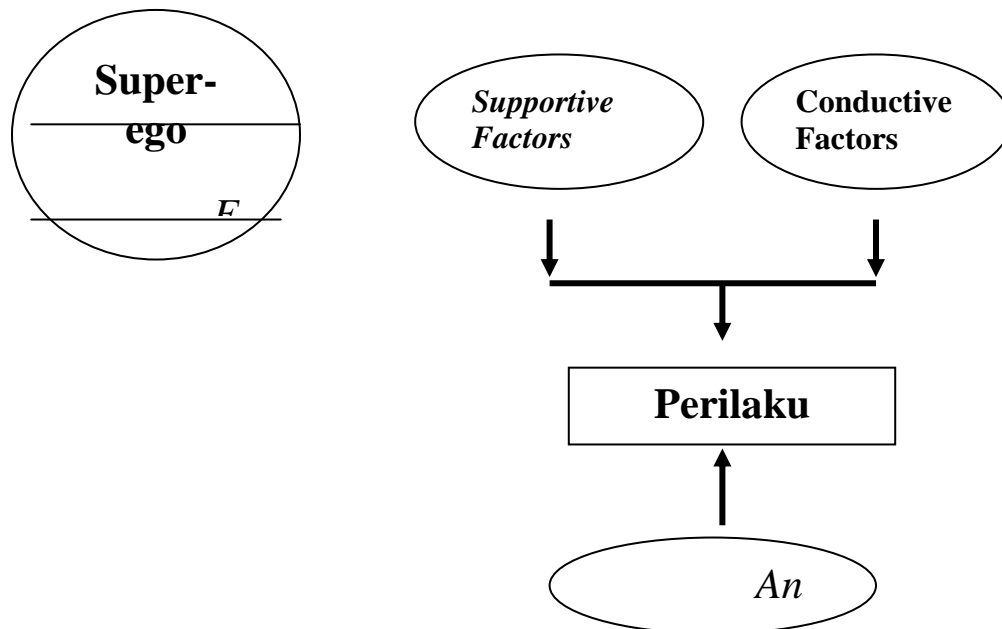 Super-
ego
Supportive
Factors
Conductive
Factors
Perilaku
An